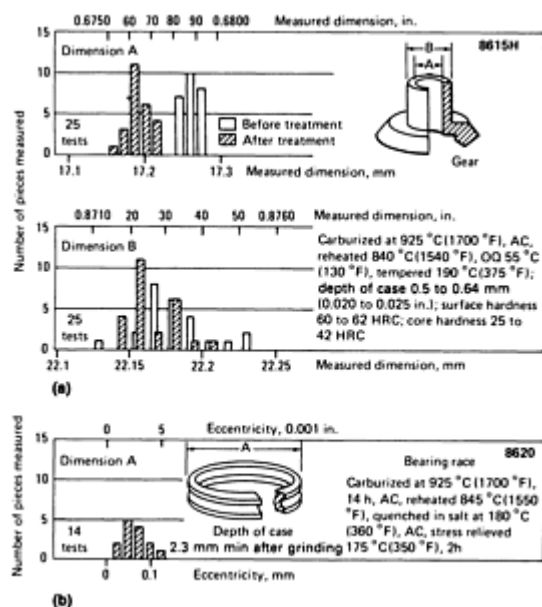 0.6750 60 70 80 90 0.6800 Measured dimension, in.
Dimension A
8615H
B
A
15
10
5
0
25
tests
Before treatment
After treatment
Gear
17.1 17.2 17.3
Measured dimension, mm
Number of pieces measured
0.8710 20 30 40 50 0.8760 Measured dimension, in.
Dimension B
15
10
5
0
25
tests
Carburized at 925 °C(1700 °F), AC,
reheated 840 °C(1540 °F), OQ 55 °C
(130 °F), tempered 190 °C(375 °F);
depth of case 0.5 to 0.64 mm
(0.020 to 0.025 in.); surface hardness
60 to 62 HRC; core hardness 25 to
42 HRC
22.1 22.15 22.2 22.25
Measured dimension, mm
(a)
Number of pieces measured
0 5 Eccentricity, 0.001 in.
Dimension A
A
8620
15
10
5
0
14
tests
Bearing race
Carburized at 925 °C(1700 °F),
14 h, AC, reheated 845 °C(1550
°F), quenched in salt at 180 °C
(360 °F), AC, stress relieved
175 °C(350 °F), 2h
Depth of case
2.3 mm min after grinding
0 0.1
Eccentricity, mm
(b)